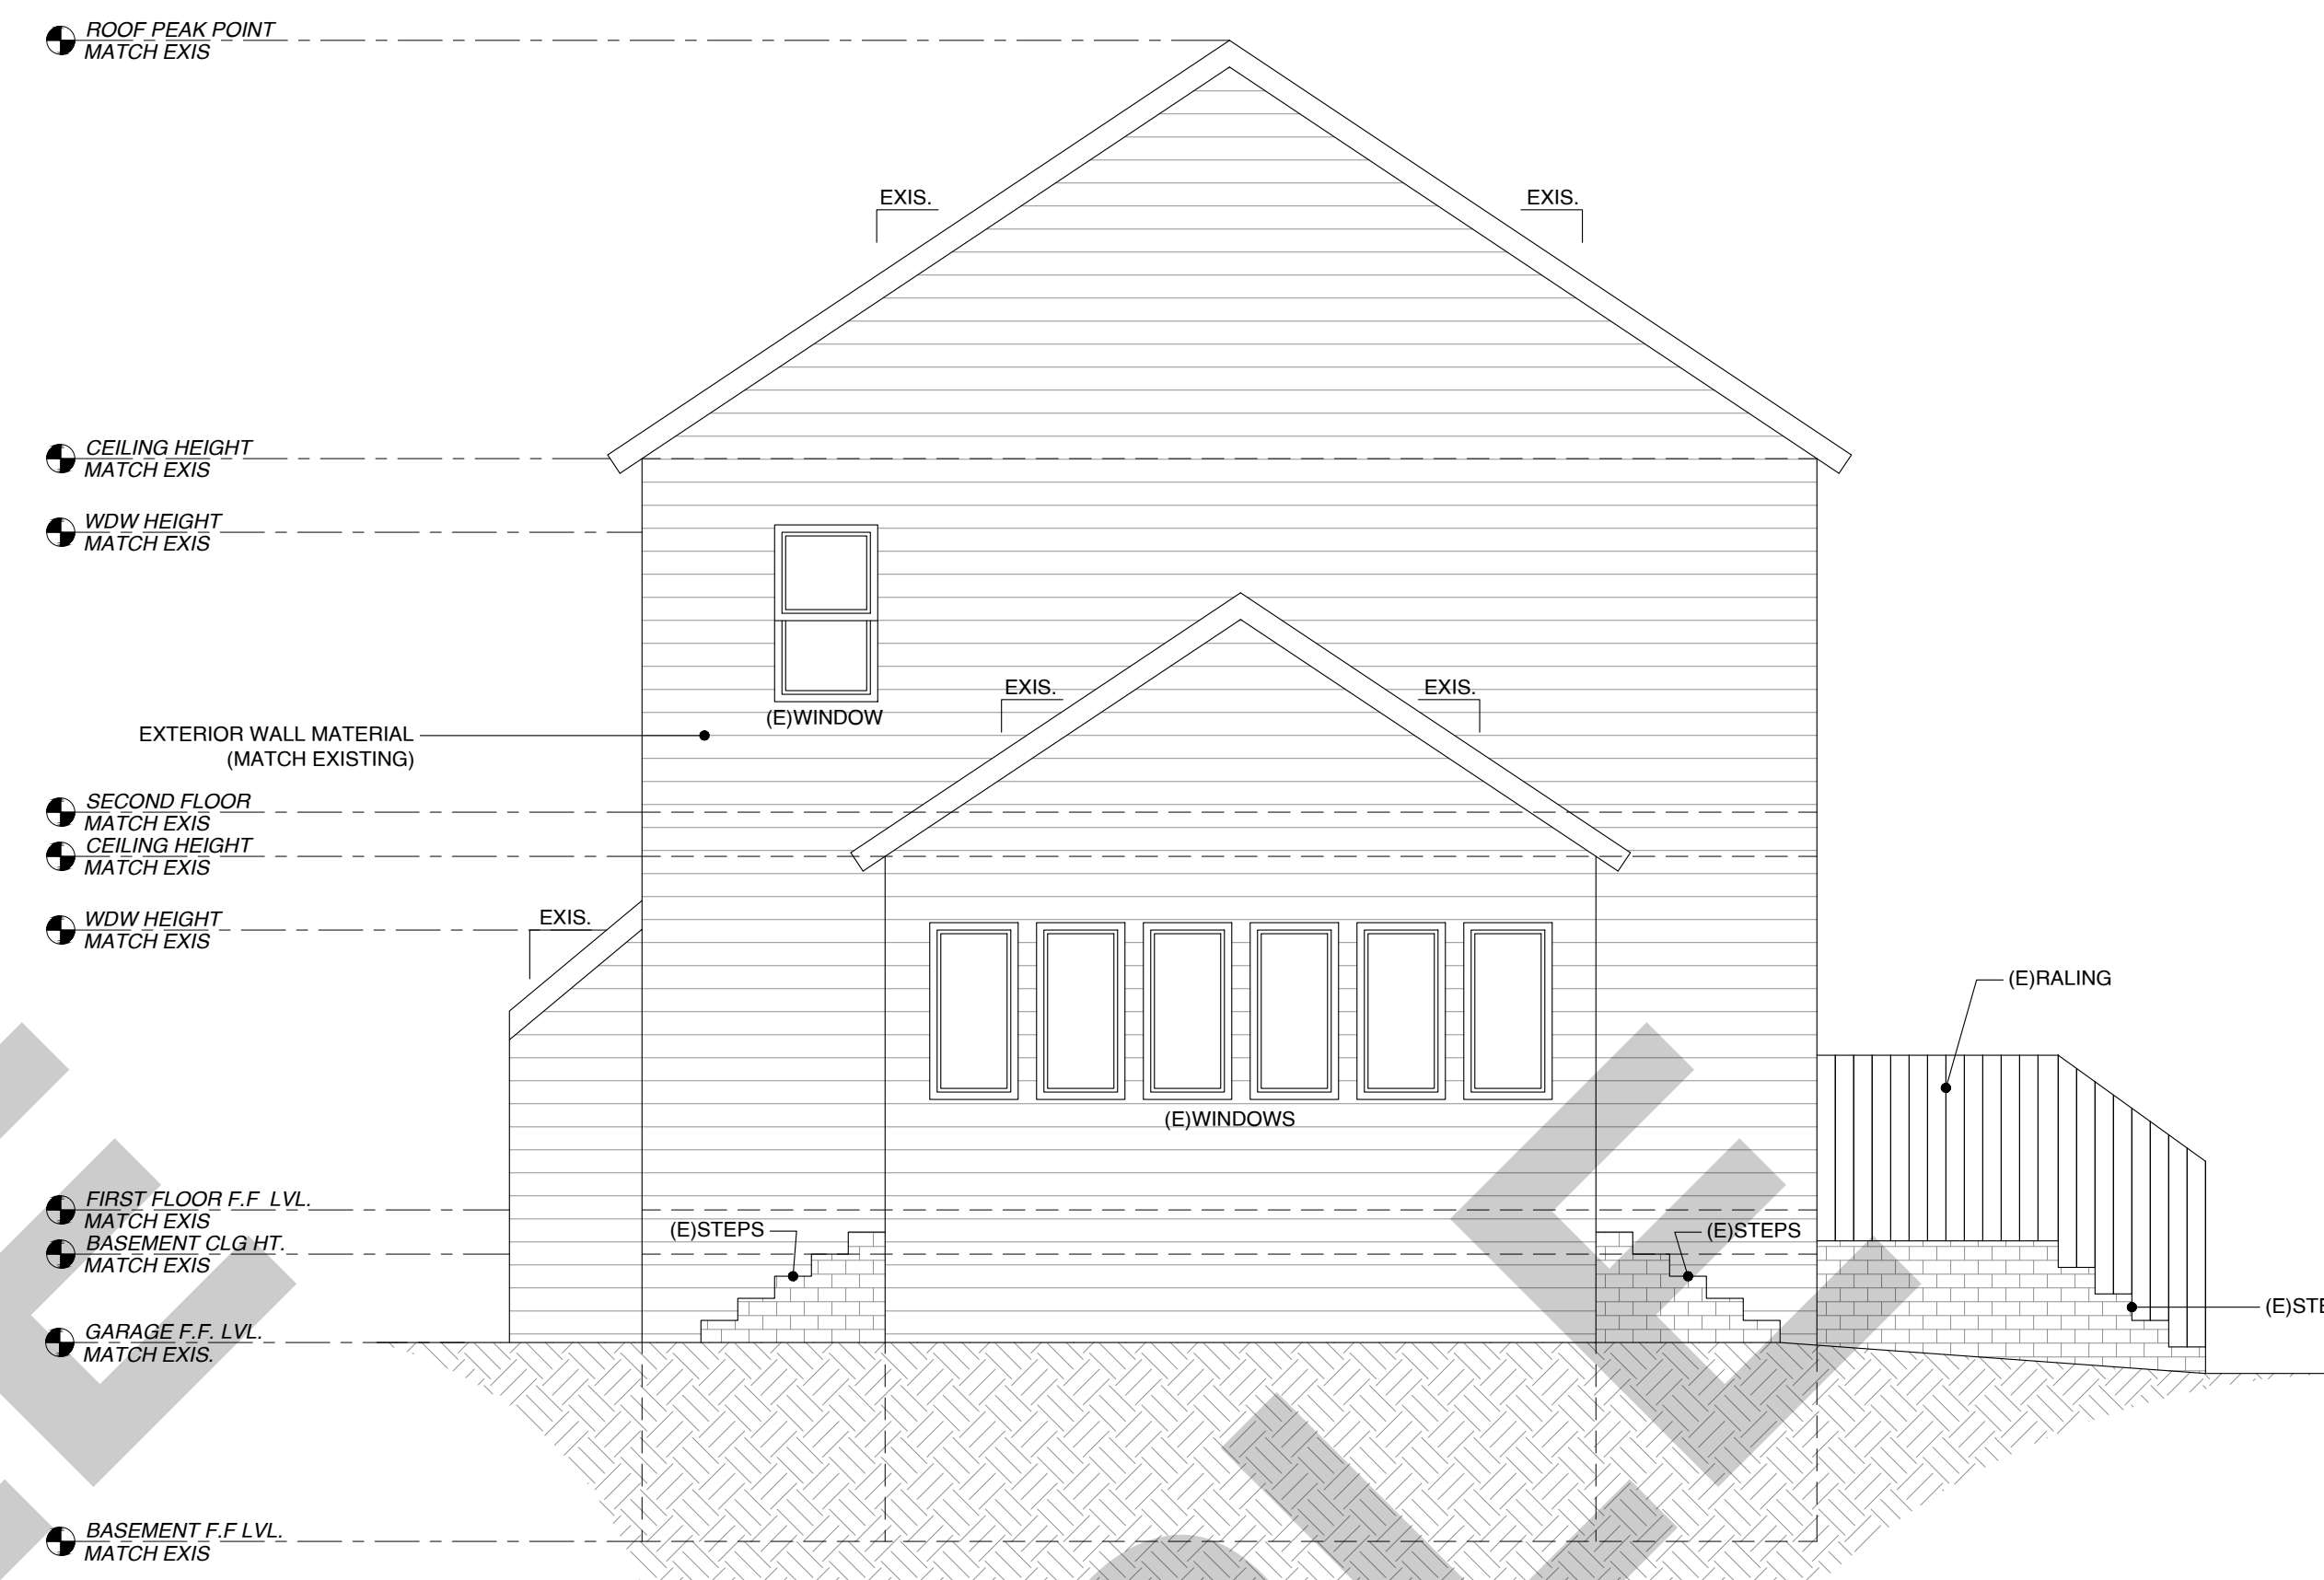 ROOF PEAK POINT
MATCH EXIS
EXIS.
EXIS.
CEILING HEIGHT
MATCH EXIS
WDW HEIGHT
MATCH EXIS
EXIS.
EXIS.
(E)WINDOW
EXTERIOR WALL MATERIAL
(MATCH EXISTING)
SECOND FLOOR
MATCH EXIS
CEILING HEIGHT
MATCH EXIS
WDW HEIGHT
MATCH EXIS
EXIS.
(E)RALING
(E)WINDOWS
FIRST FLOOR F.F LVL.
MATCH EXIS
(E)STEPS
(E)STEPS
BASEMENT CLG HT.
MATCH EXIS
(E)STE
GARAGE F.F. LVL.
MATCH EXIS.
BASEMENT F.F LVL.
MATCH EXIS